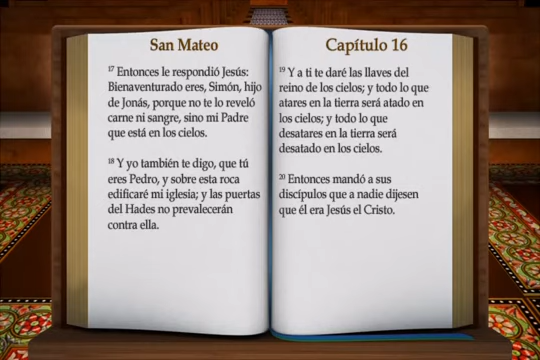 San Mateo
17 Entonces le respondió Jesús:
Bienaventurado eres, Simón, hijo
de Jonás, porque no te lo reveló
carne ni sangre, sino mi Padre
que está en los cielos.
18 Y yo también te digo, que tú
eres Pedro, y sobre esta roca
edificaré mi iglesia; y las puertas
del Hades no prevalecerán
contra ella.
Capítulo 16
19 Y a ti te daré las llaves del
reino de los cielos; y todo lo que
atares en la tierra será atado en
los cielos; y todo lo que
desatares en la tierra será
desatado en los cielos.
20 Entonces mandó a sus
discípulos que a nadie dijesen
que él era Jesús el Cristo.